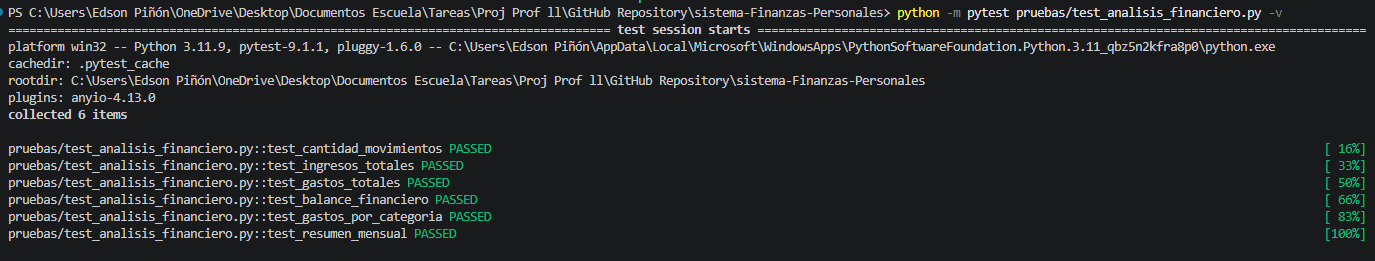 PS C:\Users\Edson Piñón\OneDrive\Desktop\Documentos Escuela\Tareas\Proj Prof ll\GitHub Repository\sistema-Finanzas-Personales> python -m pytest pruebas/test_analisis_financiero.py -v
test session starts
platform win32 -- Python 3.11.9, pytest-9.1.1, pluggy-1.6.0 -- C:\Users\Edson Piñón\AppData\Local\Microsoft\WindowsApps\PythonSoftwareFoundation.Python.3.11_qbz5n2kfra8p0\python.exe
cachedir: .pytest_cache
rootdir: C:\Users\Edson Piñón\OneDrive\Desktop\Documentos Escuela\Tareas\Proj Prof ll\GitHub Repository\sistema-Finanzas-Personales
plugins: anyio-4.13.0
collected 6 items
pruebas/test_analisis_financiero.py::test_cantidad_movimientos PASSED [ 16%]
pruebas/test_analisis_financiero.py::test_ingresos_totales PASSED [ 33%]
pruebas/test_analisis_financiero.py::test_gastos_totales PASSED [ 50%]
pruebas/test_analisis_financiero.py::test_balance_financiero PASSED [ 66%]
pruebas/test_analisis_financiero.py::test_gastos_por_categoria PASSED [ 83%]
pruebas/test_analisis_financiero.py::test_resumen_mensual PASSED [100%]